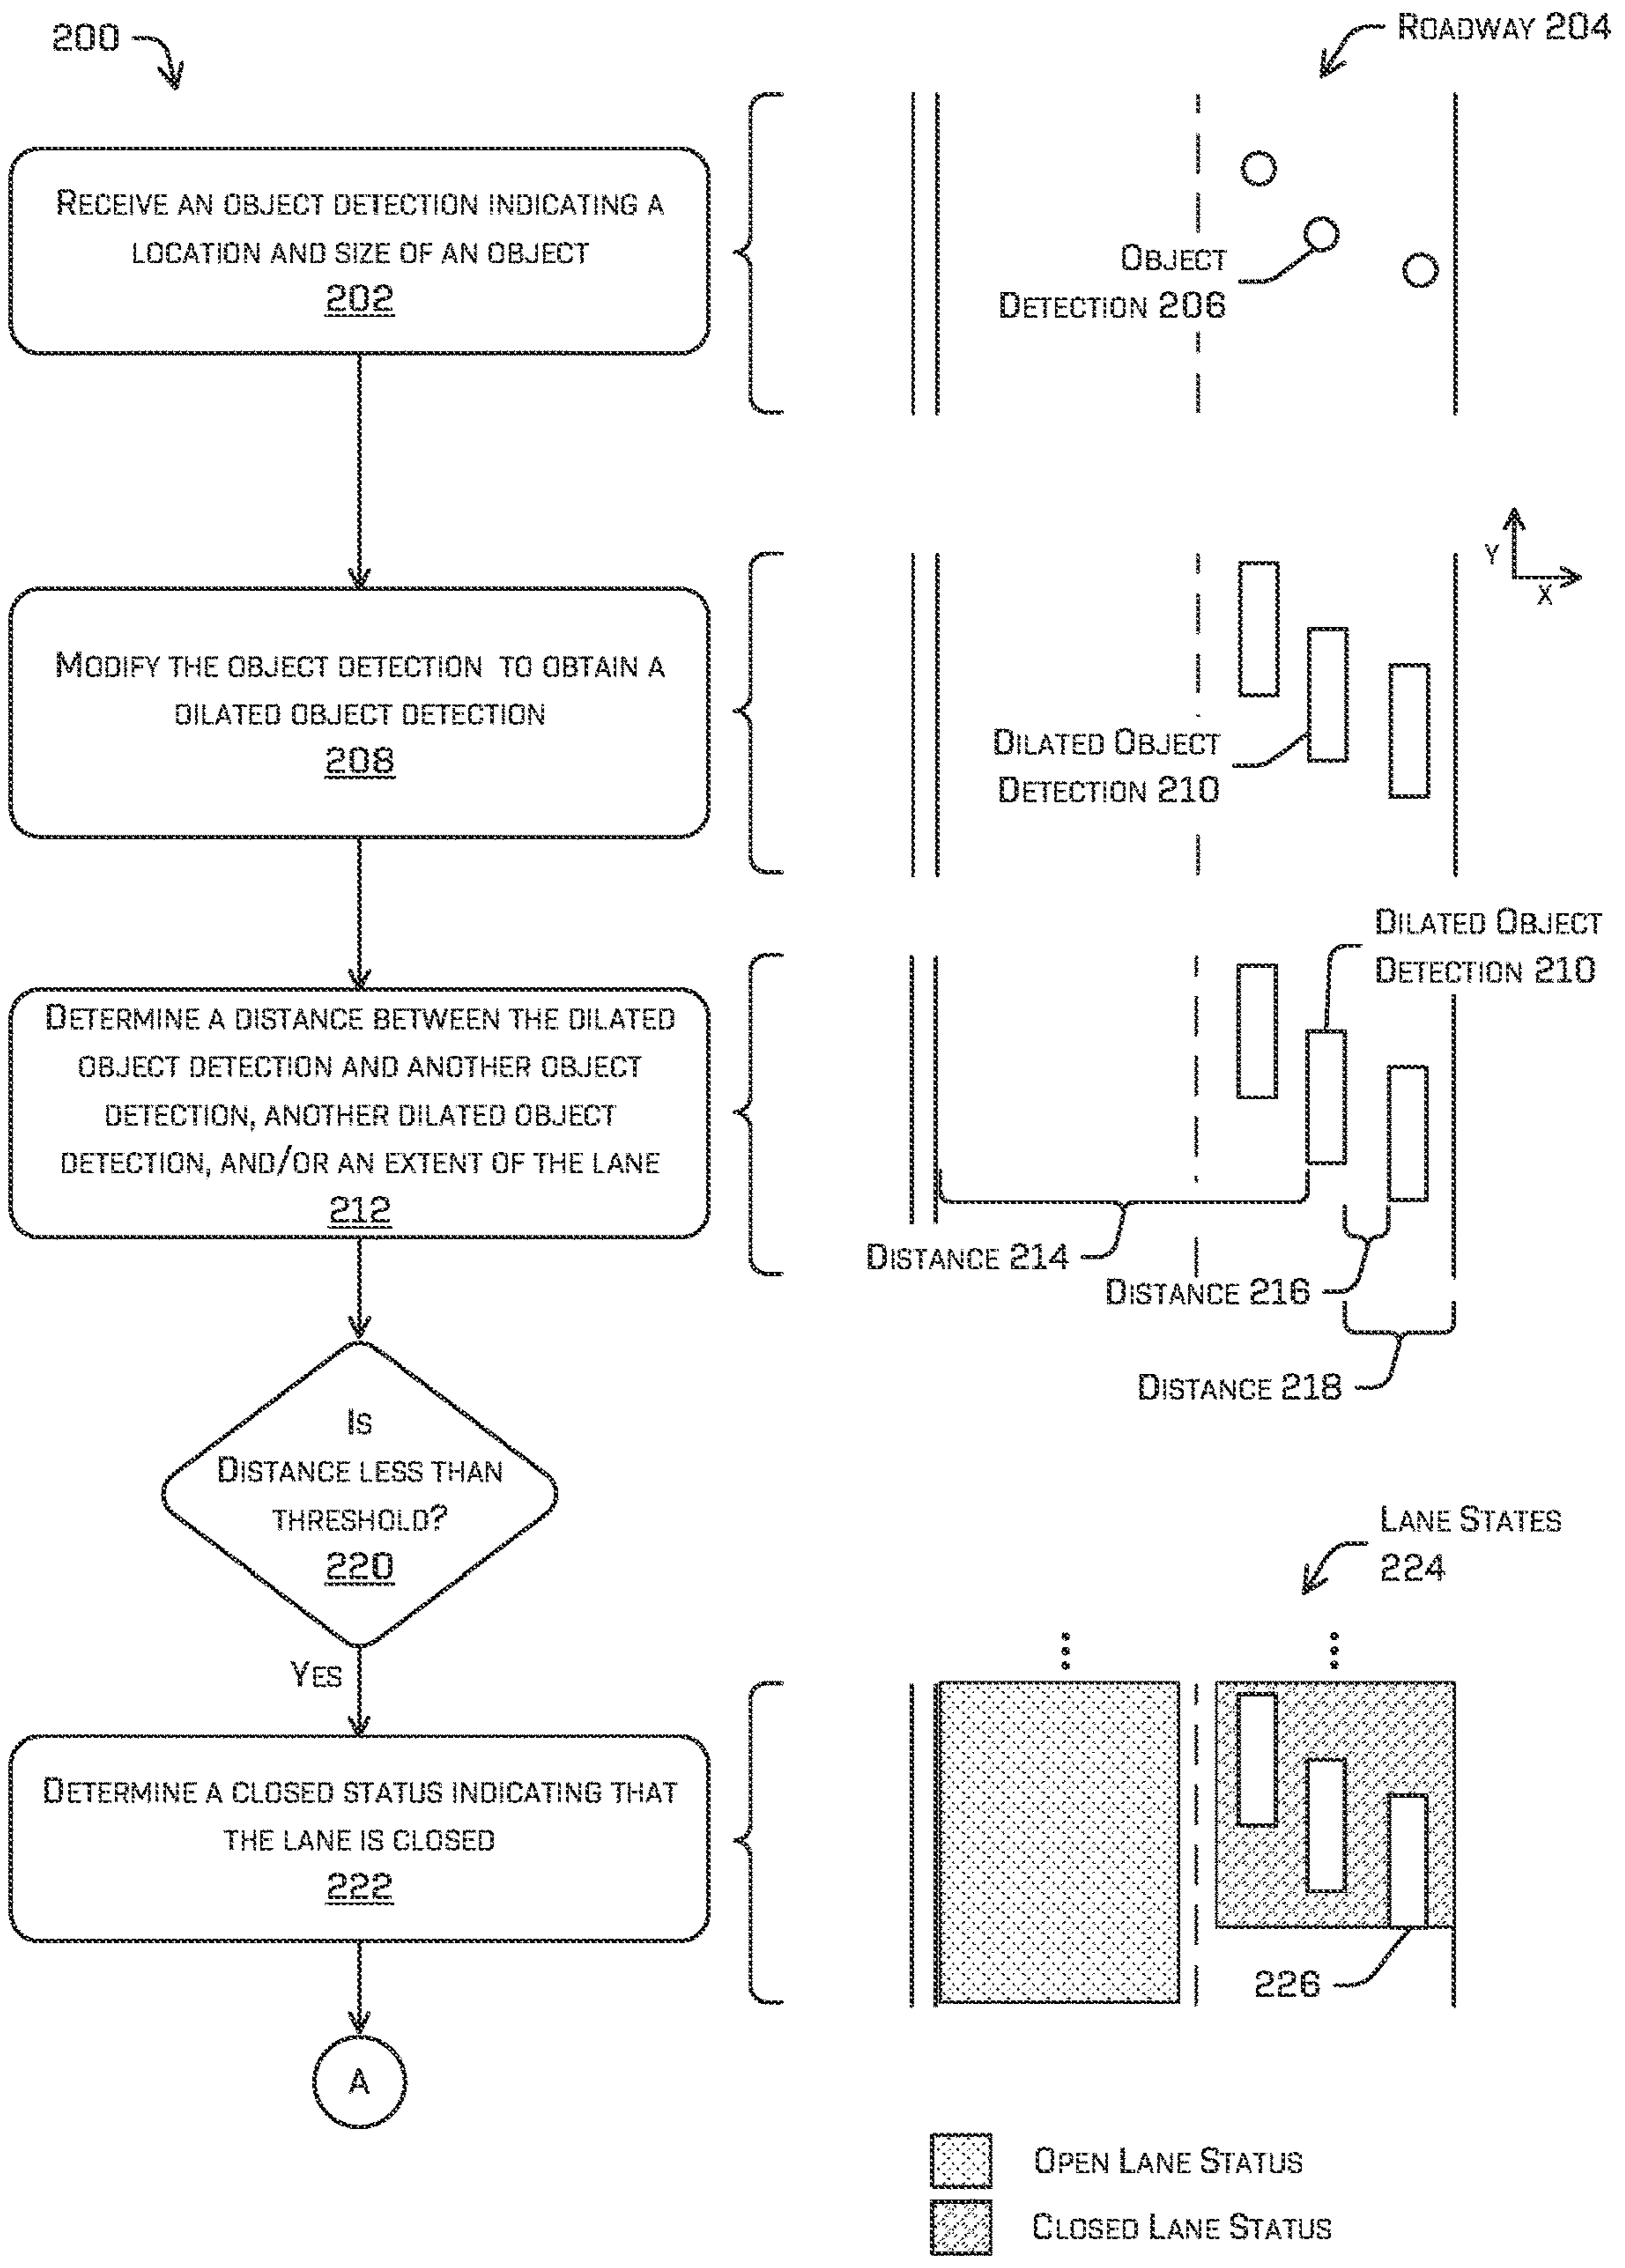 200
ROADWAY 204
RECEIVE AN OBJECT DETECTION INDICATING A
LOCATION AND SIZE OF AN OBJECT
202
OBJECT
DETECTION 206
MODIFY THE OBJECT DETECTION TO OBTAIN A
DILATED OBJECT DETECTION
208
Y
X
DILATED OBJECT
DETECTION 210
DETERMINE A DISTANCE BETWEEN THE DILATED
OBJECT DETECTION AND ANOTHER OBJECT
DETECTION, ANOTHER DILATED OBJECT
DETECTION, AND/OR AN EXTENT OF THE LANE
212
DILATED OBJECT
DETECTION 210
DISTANCE 214
DISTANCE 216
DISTANCE 218
IS
DISTANCE LESS THAN
THRESHOLD?
220
YES
LANE STATES
224
DETERMINE A CLOSED STATUS INDICATING THAT
THE LANE IS CLOSED
222
226
A
OPEN LANE STATUS
CLOSED LANE STATUS